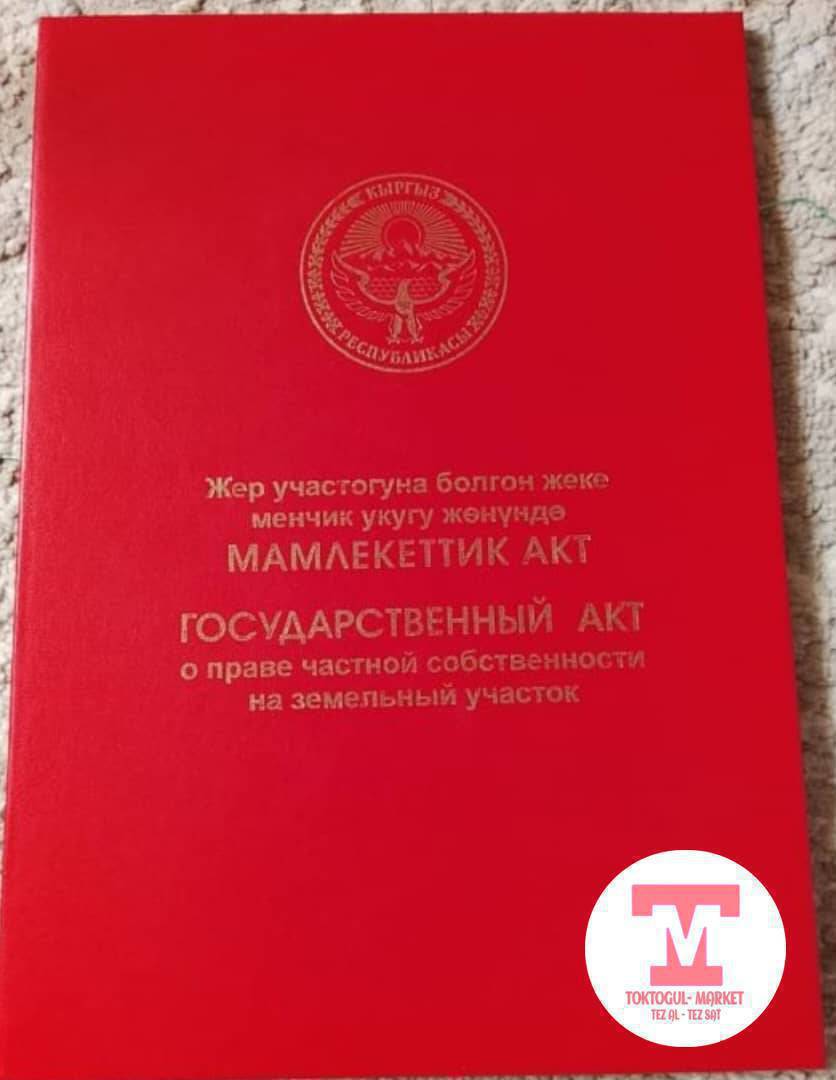 КЫРГЫЗ
РЕСПУБЛИКАСЫ
Жер участогуна болгон жеке
менчик укугу жөнүндө
МАМЛЕКЕТТИК АКТ
ГОСУДАРСТВЕННЫЙ АКТ
о праве частной собственности
на земельный участок
TM
TOKTOGUL- MARKET
TEZ AL - TEZ SAT